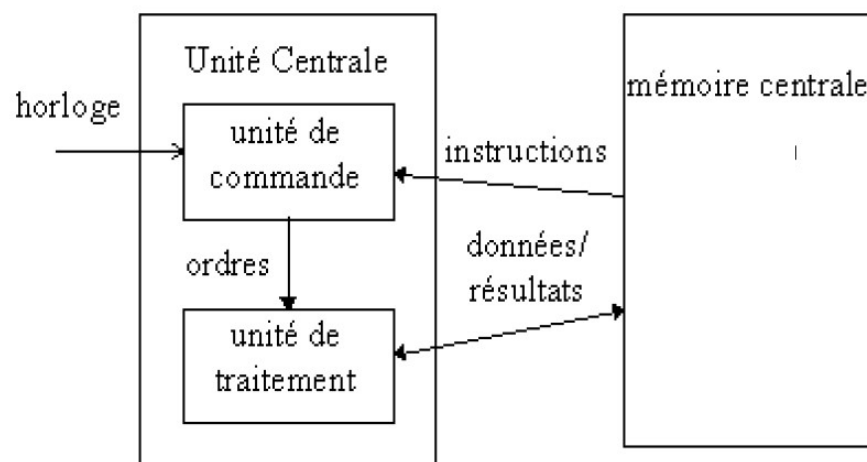 Unité Centrale
mémoire centrale
horloge
unité de
commande
instructions
ordres
données/
résultats
unité de
traitement